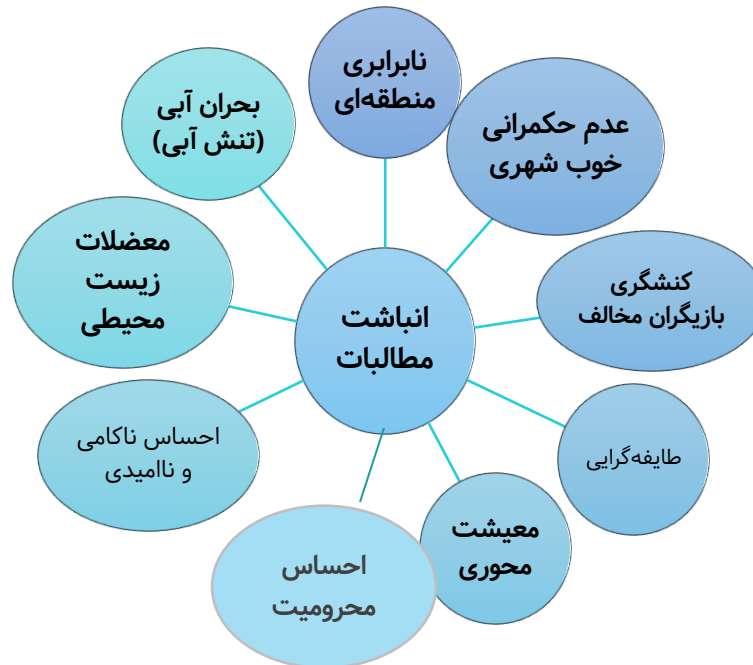 نابرابری
منطقه‌ای
عدم حکمرانی
خوب شهری
کنشگری
بازیگران مخالف
طایفه‌گرایی
معیشت
محوری
احساس
محرومیت
احساس ناکامی
و ناامیدی
معضلات
زیست
محیطی
بحران آبی
(تنش آبی)
انباشت
مطالبات